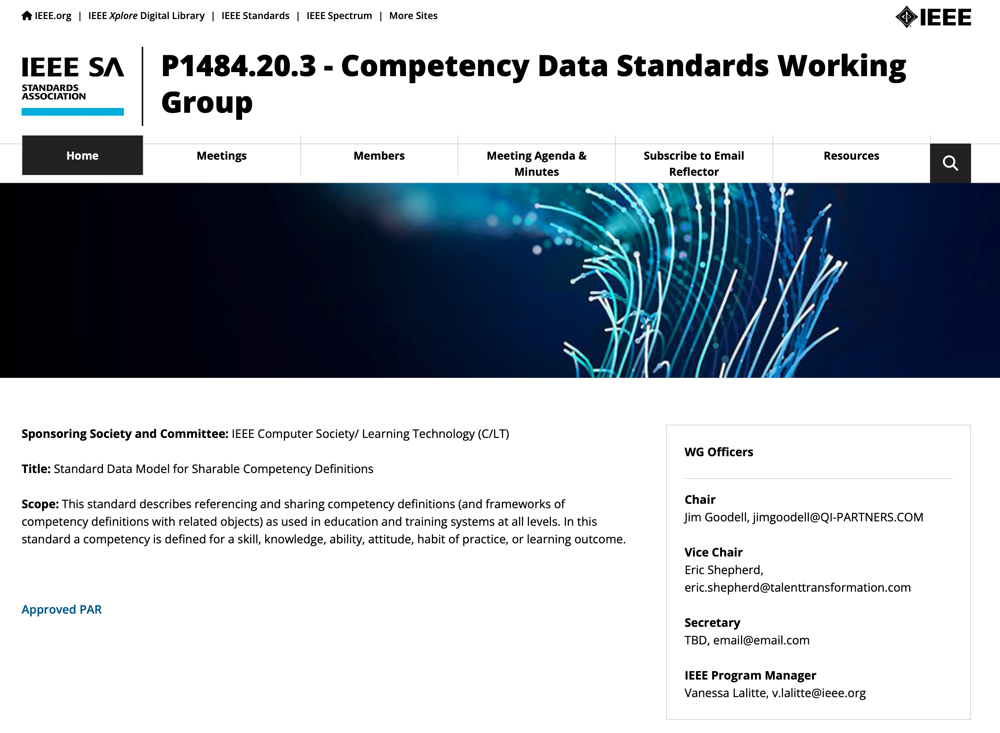 IEEE.org | IEEE Xplore Digital Library | IEEE Standards | IEEE Spectrum | More Sites
IEEE
IEEE SA
STANDARDS
ASSOCIATION
P1484.20.3 - Competency Data Standards Working
Group
Home
Meetings
Members
Meeting Agenda &
Minutes
Subscribe to Email
Reflector
Resources
Sponsoring Society and Committee: IEEE Computer Society/ Learning Technology (C/LT)
Title: Standard Data Model for Sharable Competency Definitions
Scope: This standard describes referencing and sharing competency definitions (and frameworks of
competency definitions with related objects) as used in education and training systems at all levels. In this
standard a competency is defined for a skill, knowledge, ability, attitude, habit of practice, or learning outcome.
Approved PAR
WG Officers
Chair
Jim Goodell, jimgoodell@QI-PARTNERS.COM
Vice Chair
Eric Shepherd,
eric.shepherd@talenttransformation.com
Secretary
TBD, email@email.com
IEEE Program Manager
Vanessa Lalitte, v.lalitte@ieee.org